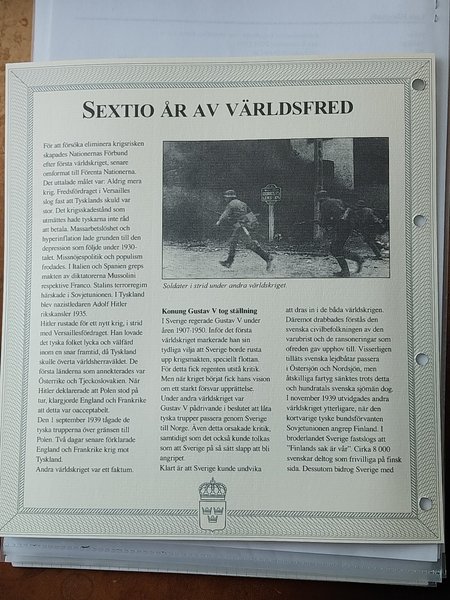 SEXTIO ÅR AV VÄRLDSFRED
För att försöka eliminera krigsrisken
skapades Nationernas Förbund
efter första världskriget, senare
omformat till Förenta Nationerna.
Det uttalade målet var: Aldrig mera
krig. Fredsfördraget i Versailles
slog fast att Tysklands skuld var
stor. Det krigsskadestånd som
utmättes hade tyskarna inte råd
att betala. Massarbetslöshet och
hyperinflation lade grunden till den
depression som följde under 1930-
talet. Missnöjespolitik och populism
frodades. I Italien och Spanien greps
makten av diktatorerna Mussolini
respektive Franco. Stalins terrorregim
härskade i Sovjetunionen. I Tyskland
blev nazistledaren Adolf Hitler
rikskansler 1935.
Hitler rustade för ett nytt krig, i strid
med Versaillesfördraget. Han lovade
det tyska folket lycka och välfärd
inom en snar framtid, då Tyskland
skulle överta världsherraväldet. De
första länderna som annekterades var
Österrike och Tjeckoslovakien. När
Hitler deklarerade att Polen stod på
tur, klargjorde England och Frankrike
att detta var oacceptabelt.
Den 1 september 1939 tågade de
tyska trupperna över gränsen till
Polen. Två dagar senare förklarade
England och Frankrike krig mot
Tyskland.
Andra världskriget var ett faktum.
Soldater i strid under andra världskriget.
Konung Gustav V tog ställning
I Sverige regerade Gustav V under
åren 1907-1950. Inför det första
världskriget markerade han sin
tydliga vilja att Sverige borde rusta
upp krigsmakten, speciellt flottan.
För detta fick regenten utstå kritik.
Men när kriget börjat fick hans vision
om ett starkt försvar upprättelse.
Under andra världskriget var
Gustav V pådrivande i beslutet att låta
tyska trupper passera genom Sverige
till Norge. Även detta orsakade kritik,
samtidigt som det också kunde tolkas
som att Sverige på så sätt slapp att bli
angripet.
Klart är att Sverige kunde undvika
att dras in i de båda världskrigen.
Däremot drabbades förstås den
svenska civilbefolkningen av den
varubrist och de ransoneringar som
ofreden gav upphov till. Visserligen
tilläts svenska lejdbåtar passera
i Östersjön och Nordsjön, men
åtskilliga fartyg sänktes trots detta
och hundratals svenska sjömän dog.
I november 1939 utvidgades andra
världskriget ytterligare, när den
kortvarige tyske bundsförvanten
Sovjetunionen angrep Finland. I
broderlandet Sverige fastslogs att
"Finlands sak är vår". Cirka 8 000
svenskar deltog som frivilliga på finsk
sida. Dessutom bidrog Sverige med